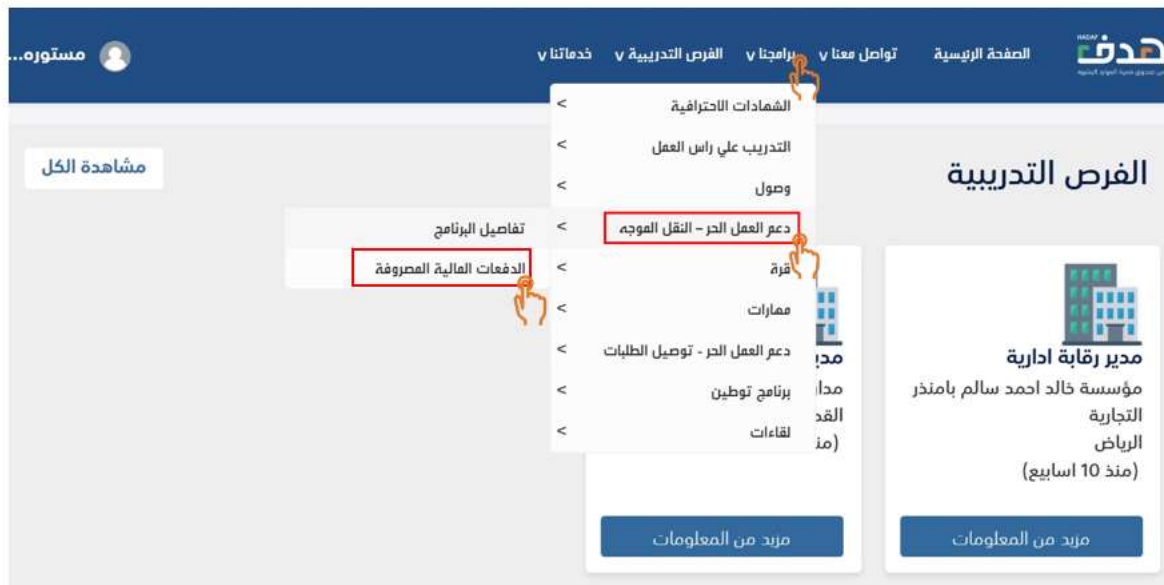 هدف
HADAF
الصفحة الرئيسية
تواصل معنا v
برامجنا v
الفرص التدريبية v
خدماتنا v
مستوره...
الشهادات الاحترافية >
التدريب علي راس العمل >
وصول >
دعم العمل الحر – النقل الموجه >
تفاصيل البرنامج
الدفعات المالية المصروفة
قرة >
ممارات >
دعم العمل الحر - توصيل الطلبات >
برنامج توطين >
لقاءات >
الفرص التدريبية
مشاهدة الكل
مدير رقابة ادارية
مؤسسة خالد احمد سالم بامنذر
التجارية
الرياض
(منذ 10 اسابيع)
مزيد من المعلومات
مزيد من المعلومات